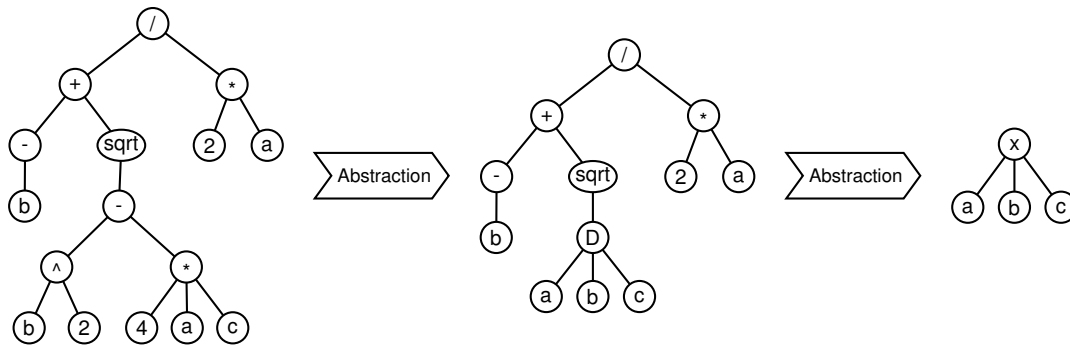 /
+ *
- sqrt 2 a
b -
^ *
b 2 4 a c
Abstraction
/
+ *
- sqrt 2 a
b D
a b c
Abstraction
x
a b c